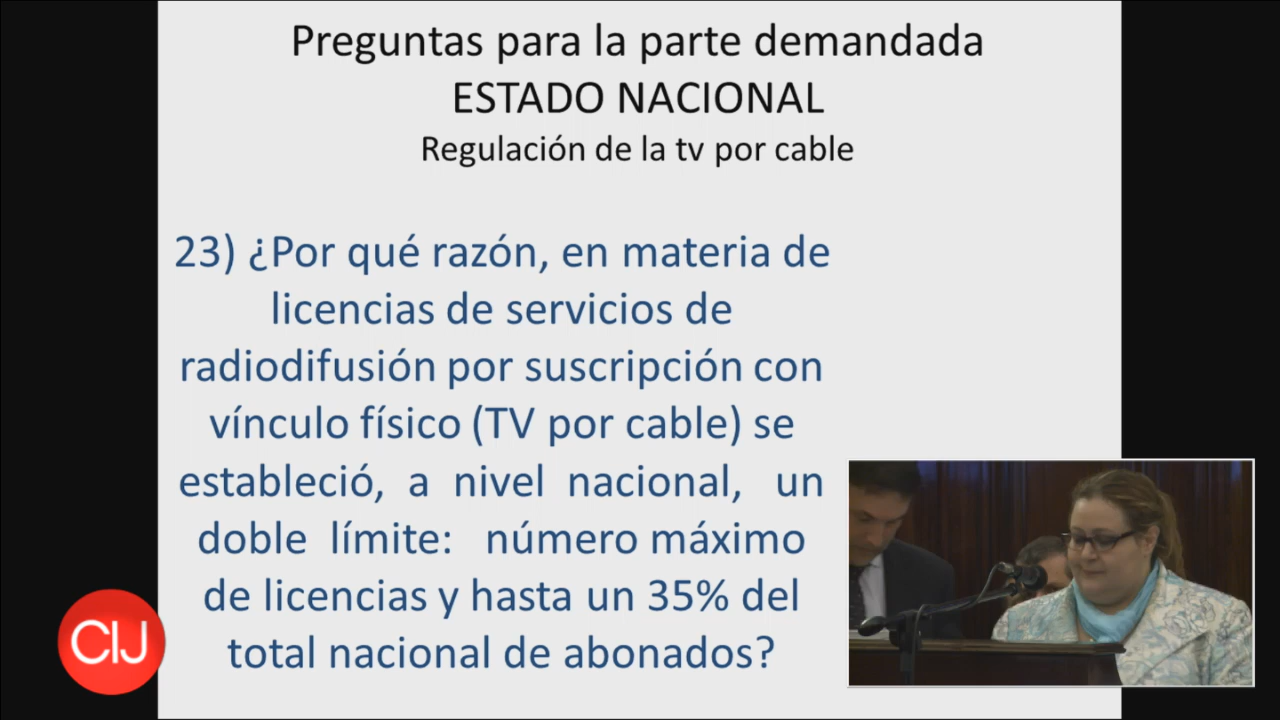 Preguntas para la parte demandada
ESTADO NACIONAL
Regulación de la tv por cable
23) ¿Por qué razón, en materia de
licencias de servicios de
radiodifusión por suscripción con
vínculo físico (TV por cable) se
estableció, a nivel nacional, un
doble límite: número máximo
de licencias y hasta un 35% del
total nacional de abonados?
CIJ